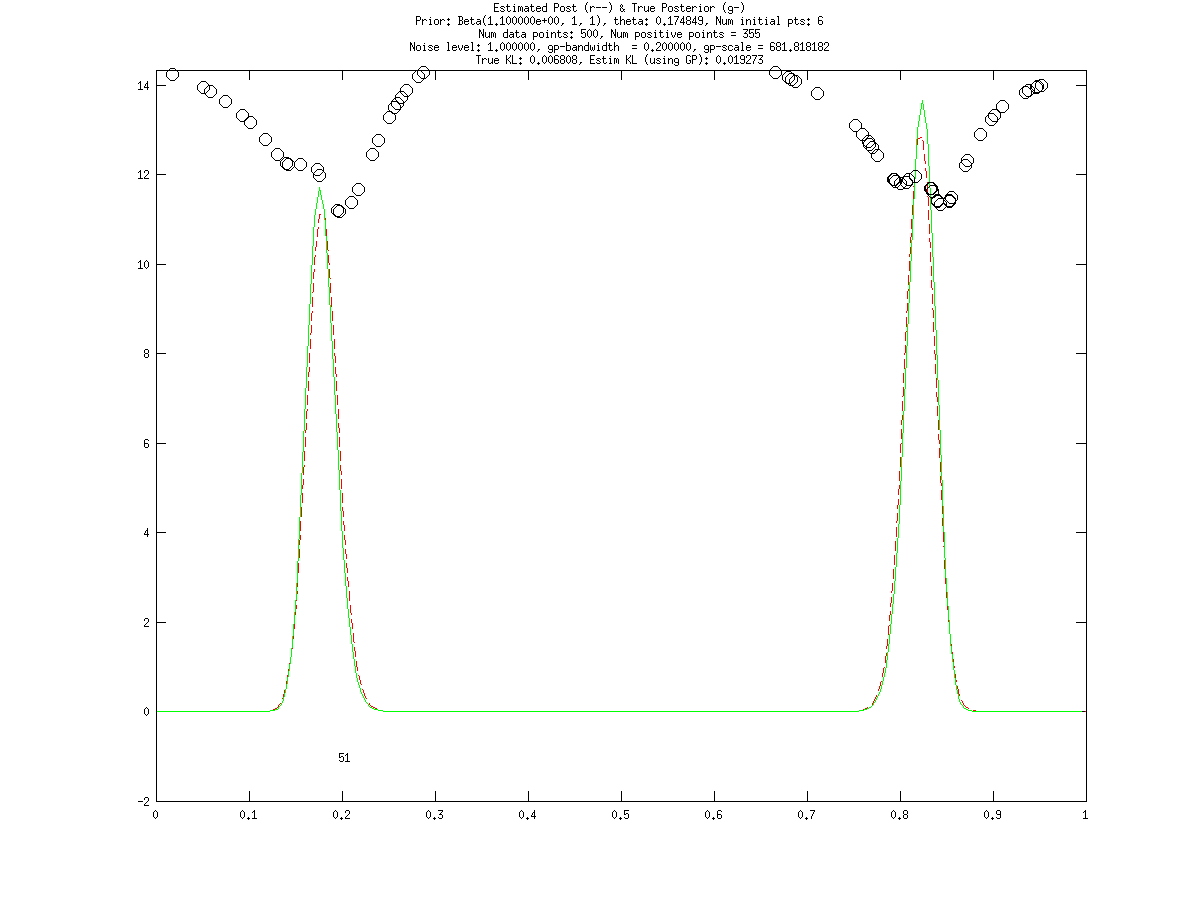 Estimated Post (r--) & True Posterior (g-)
Prior: Beta(1.100000e+00, 1, 1), theta: 0.174849, Num initial pts: 6
Num data points: 500, Num positive points = 355
Noise level: 1.000000, gp-bandwidth  = 0.200000, gp-scale = 681.818182
True KL: 0.006808, Estim KL (using GP): 0.019273
14
12
10
8
6
4
2
0
51
-2
0 0.1 0.2 0.3 0.4 0.5 0.6 0.7 0.8 0.9 1